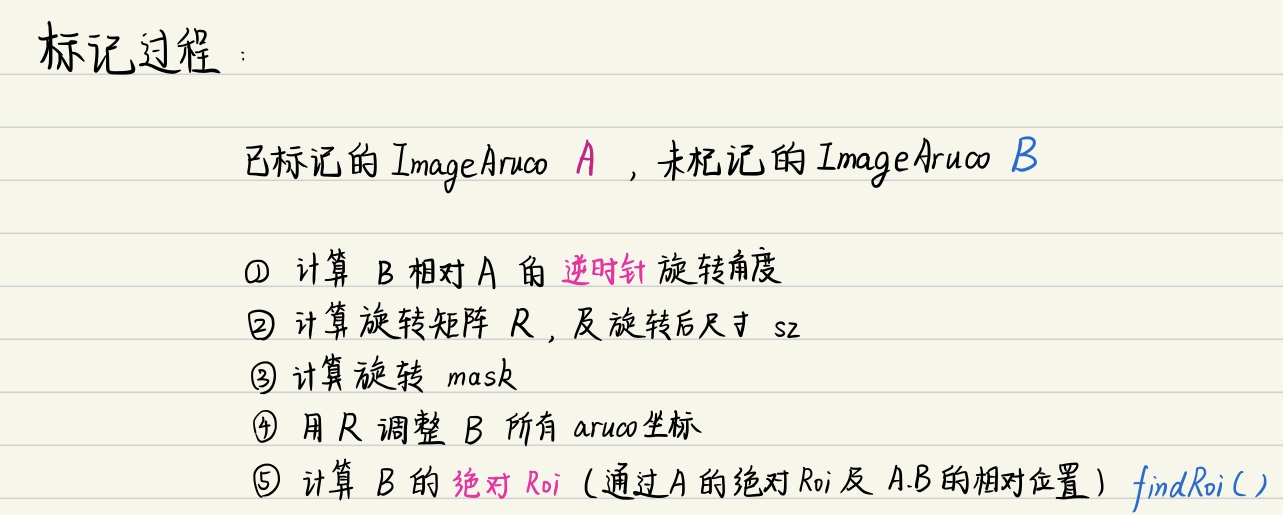 标记过程：
已标记的 ImageAruco A ，未标记的 ImageAruco B
① 计算 B 相对 A 的 逆时针 旋转角度
② 计算旋转矩阵 R，及旋转后尺寸 sz
③ 计算旋转 mask
④ 用 R 调整 B 所有 aruco坐标
⑤ 计算 B 的 绝对 Roi（通过A的绝对Roi及 A.B的相对位置） findRoi()